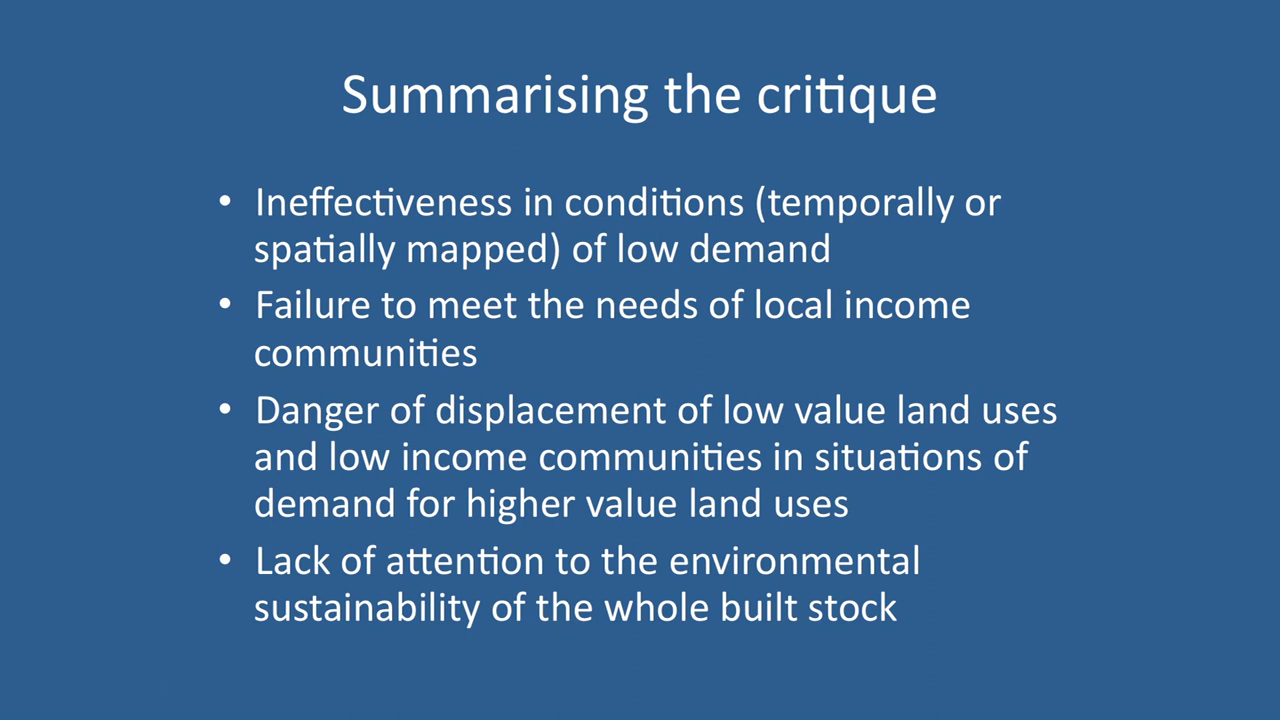 Summarising the critique
• Ineffectiveness in conditions (temporally or
spatially mapped) of low demand
• Failure to meet the needs of local income
communities
• Danger of displacement of low value land uses
and low income communities in situations of
demand for higher value land uses
• Lack of attention to the environmental
sustainability of the whole built stock